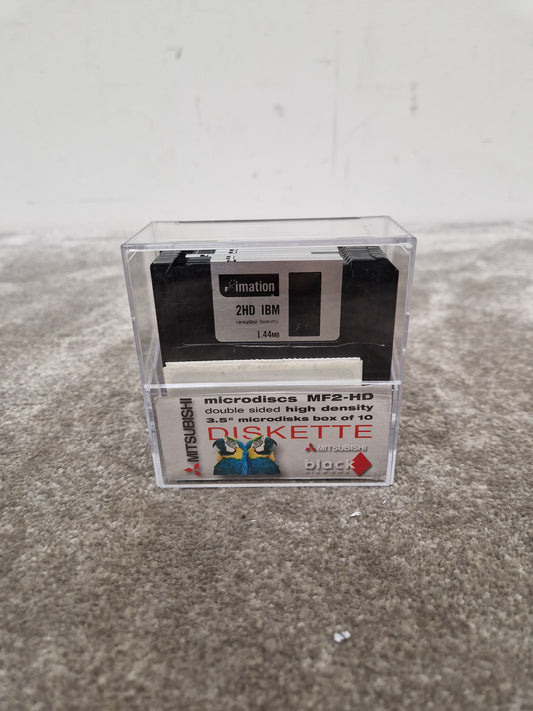 imation
2HD IBM
formatted
1.44MB
MITSUBISHI
microdiscs MF2-HD
double sided high density
3.5" microdisks box of 10
DISKETTE
MITSUBISHI
black